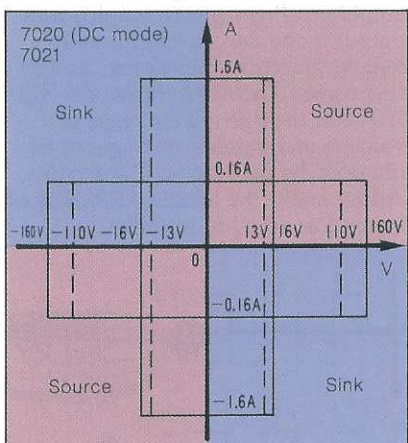 7020 (DC mode)
7021
A
1.6A
Sink
Source
0.16A
-160V -110V -16V -13V 13V 16V 110V 160V
0
V
-0.16A
Source
Sink
-1.6A